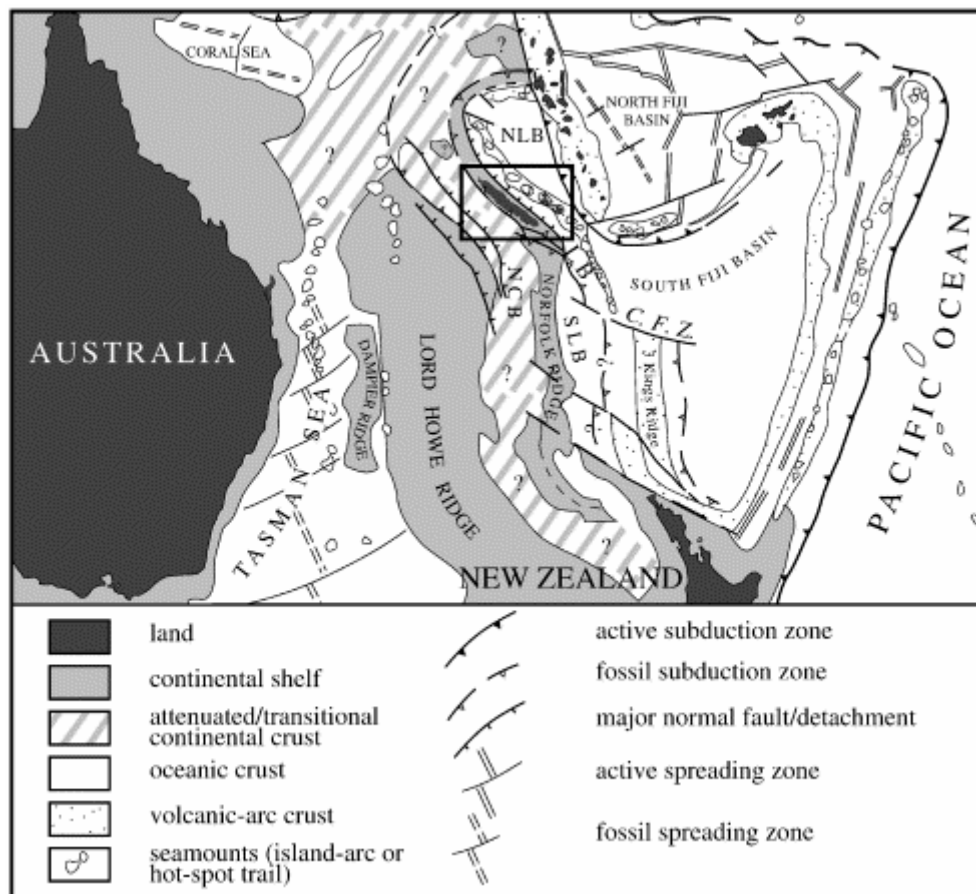 CORAL SEA
?
?
?
?
NLB
NORTH FIJI
BASIN
SOUTH FIJI BASIN
PACIFIC OCEAN
AUSTRALIA
TASMAN SEA
DAMPIER RIDGE
LORD HOWE RIDGE
NCB
NORFOLK RIDGE
SLB
C. F. Z.
3 Kings Ridge
?
?
?
NEW ZEALAND
land
continental shelf
attenuated/transitional
continental crust
oceanic crust
volcanic-arc crust
seamounts (island-arc or
hot-spot trail)
active subduction zone
fossil subduction zone
major normal fault/detachment
active spreading zone
fossil spreading zone